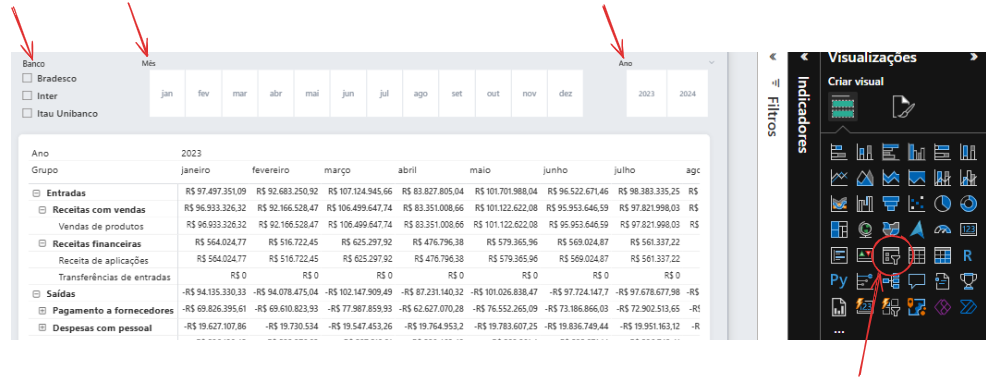 Banco
Mês
Ano
Bradesco
Inter
Itau Unibanco
jan fev mar abr mai jun jul ago set out nov dez
2023 2024
Ano 2023
Grupo janeiro fevereiro março abril maio junho julho ago
Entradas R$ 97.497.351,09 R$ 92.683.250,92 R$ 107.124.945,66 R$ 83.827.805,04 R$ 101.701.988,04 R$ 96.522.671,46 R$ 98.383.335,25 R$
Receitas com vendas R$ 96.933.326,32 R$ 92.166.528,47 R$ 106.499.647,74 R$ 83.351.008,66 R$ 101.122.622,08 R$ 95.953.646,59 R$ 97.821.998,03 R$
Vendas de produtos R$ 96.933.326,32 R$ 92.166.528,47 R$ 106.499.647,74 R$ 83.351.008,66 R$ 101.122.622,08 R$ 95.953.646,59 R$ 97.821.998,03 R$
Receitas financeiras R$ 564.024,77 R$ 516.722,45 R$ 625.297,92 R$ 476.796,38 R$ 579.365,96 R$ 569.024,87 R$ 561.337,22
Receita de aplicações R$ 564.024,77 R$ 516.722,45 R$ 625.297,92 R$ 476.796,38 R$ 579.365,96 R$ 569.024,87 R$ 561.337,22
Transferências de entradas R$ 0 R$ 0 R$ 0 R$ 0 R$ 0 R$ 0 R$ 0
Saídas -R$ 94.135.330,33 -R$ 94.078.475,04 -R$ 102.147.909,49 -R$ 87.231.140,32 -R$ 101.026.838,47 -R$ 97.724.147,7 -R$ 97.678.677,98 -R$
Pagamento a fornecedores -R$ 69.826.395,61 -R$ 69.610.823,93 -R$ 77.987.859,93 -R$ 62.627.070,28 -R$ 76.552.265,09 -R$ 73.186.866,03 -R$ 72.902.513,65 -R$
Despesas com pessoal -R$ 19.627.107,86 -R$ 19.730.534 -R$ 19.547.453,26 -R$ 19.764.953,2 -R$ 19.783.607,25 -R$ 19.836.749,44 -R$ 19.951.163,12 -R
Filtros
Indicadores
Visualizações
Criar visual
123
R
Py
123
...